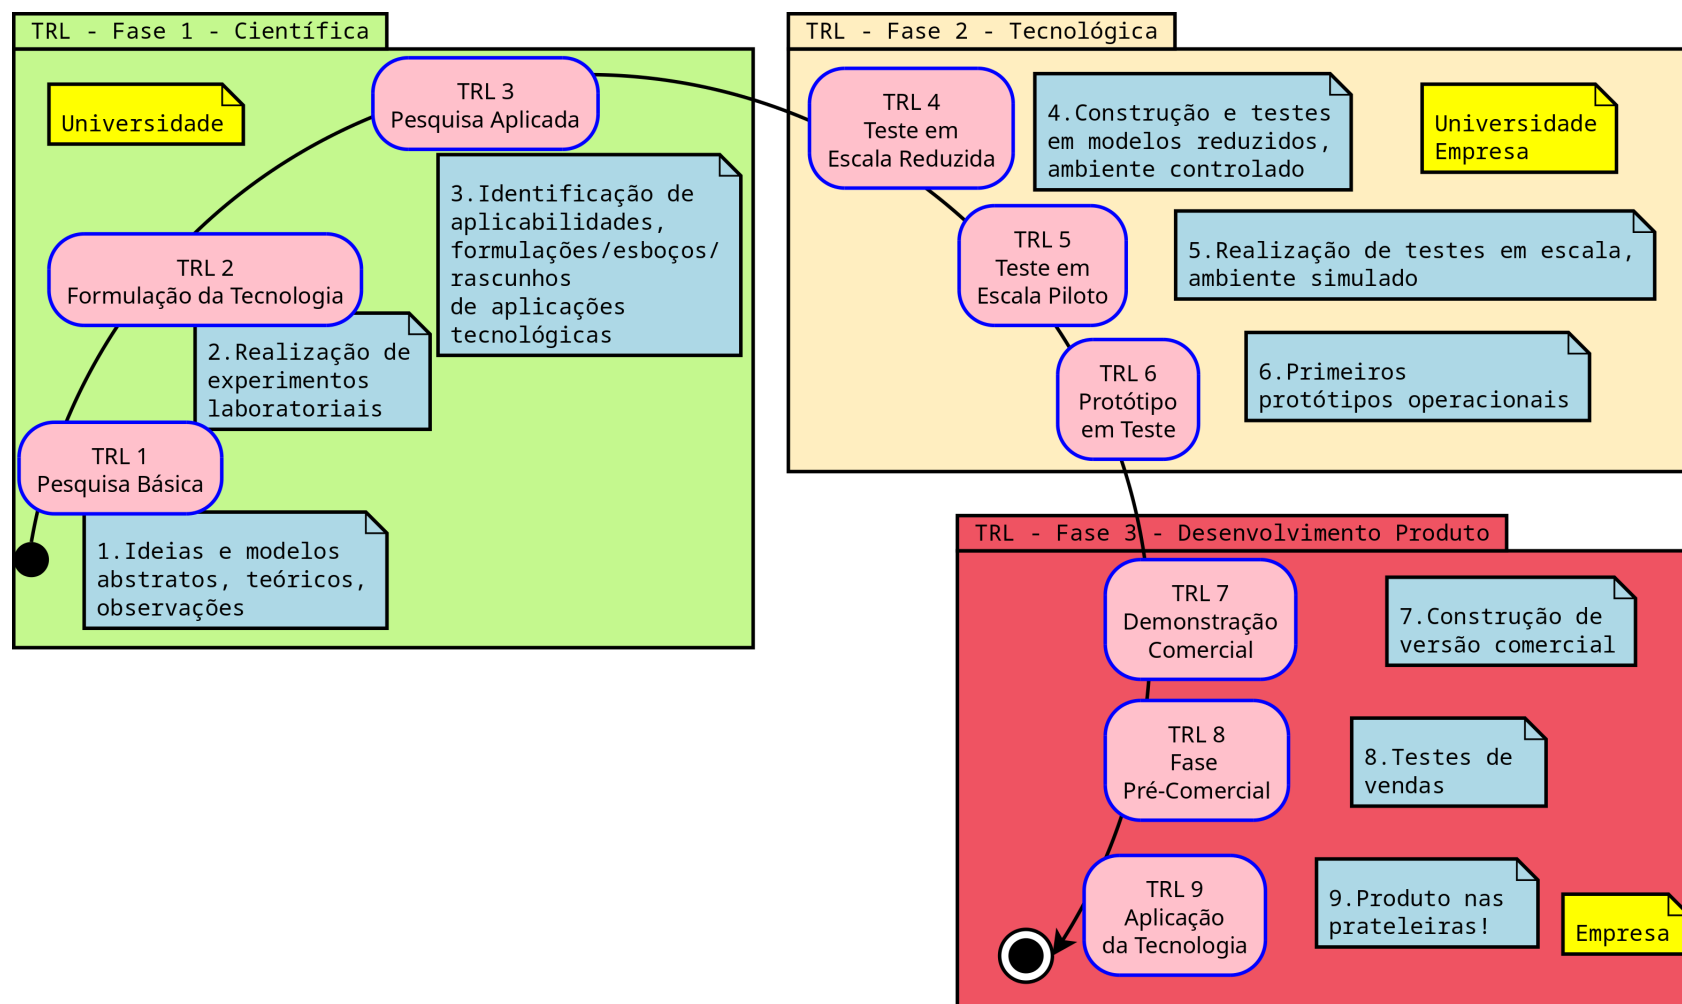 TRL - Fase 1 - Científica
Universidade
TRL 3
Pesquisa Aplicada
3.Identificação de
aplicabilidades,
formulações/esboços/
rascunhos
de aplicações
tecnológicas
TRL 2
Formulação da Tecnologia
2.Realização de
experimentos
laboratoriais
TRL 1
Pesquisa Básica
1.Ideias e modelos
abstratos, teóricos,
observações
TRL - Fase 2 - Tecnológica
TRL 4
Teste em
Escala Reduzida
4.Construção e testes
em modelos reduzidos,
ambiente controlado
Universidade
Empresa
TRL 5
Teste em
Escala Piloto
5.Realização de testes em escala,
ambiente simulado
TRL 6
Protótipo
em Teste
6.Primeiros
protótipos operacionais
TRL - Fase 3 - Desenvolvimento Produto
TRL 7
Demonstração
Comercial
7.Construção de
versão comercial
TRL 8
Fase
Pré-Comercial
8.Testes de
vendas
TRL 9
Aplicação
da Tecnologia
9.Produto nas
prateleiras!
Empresa